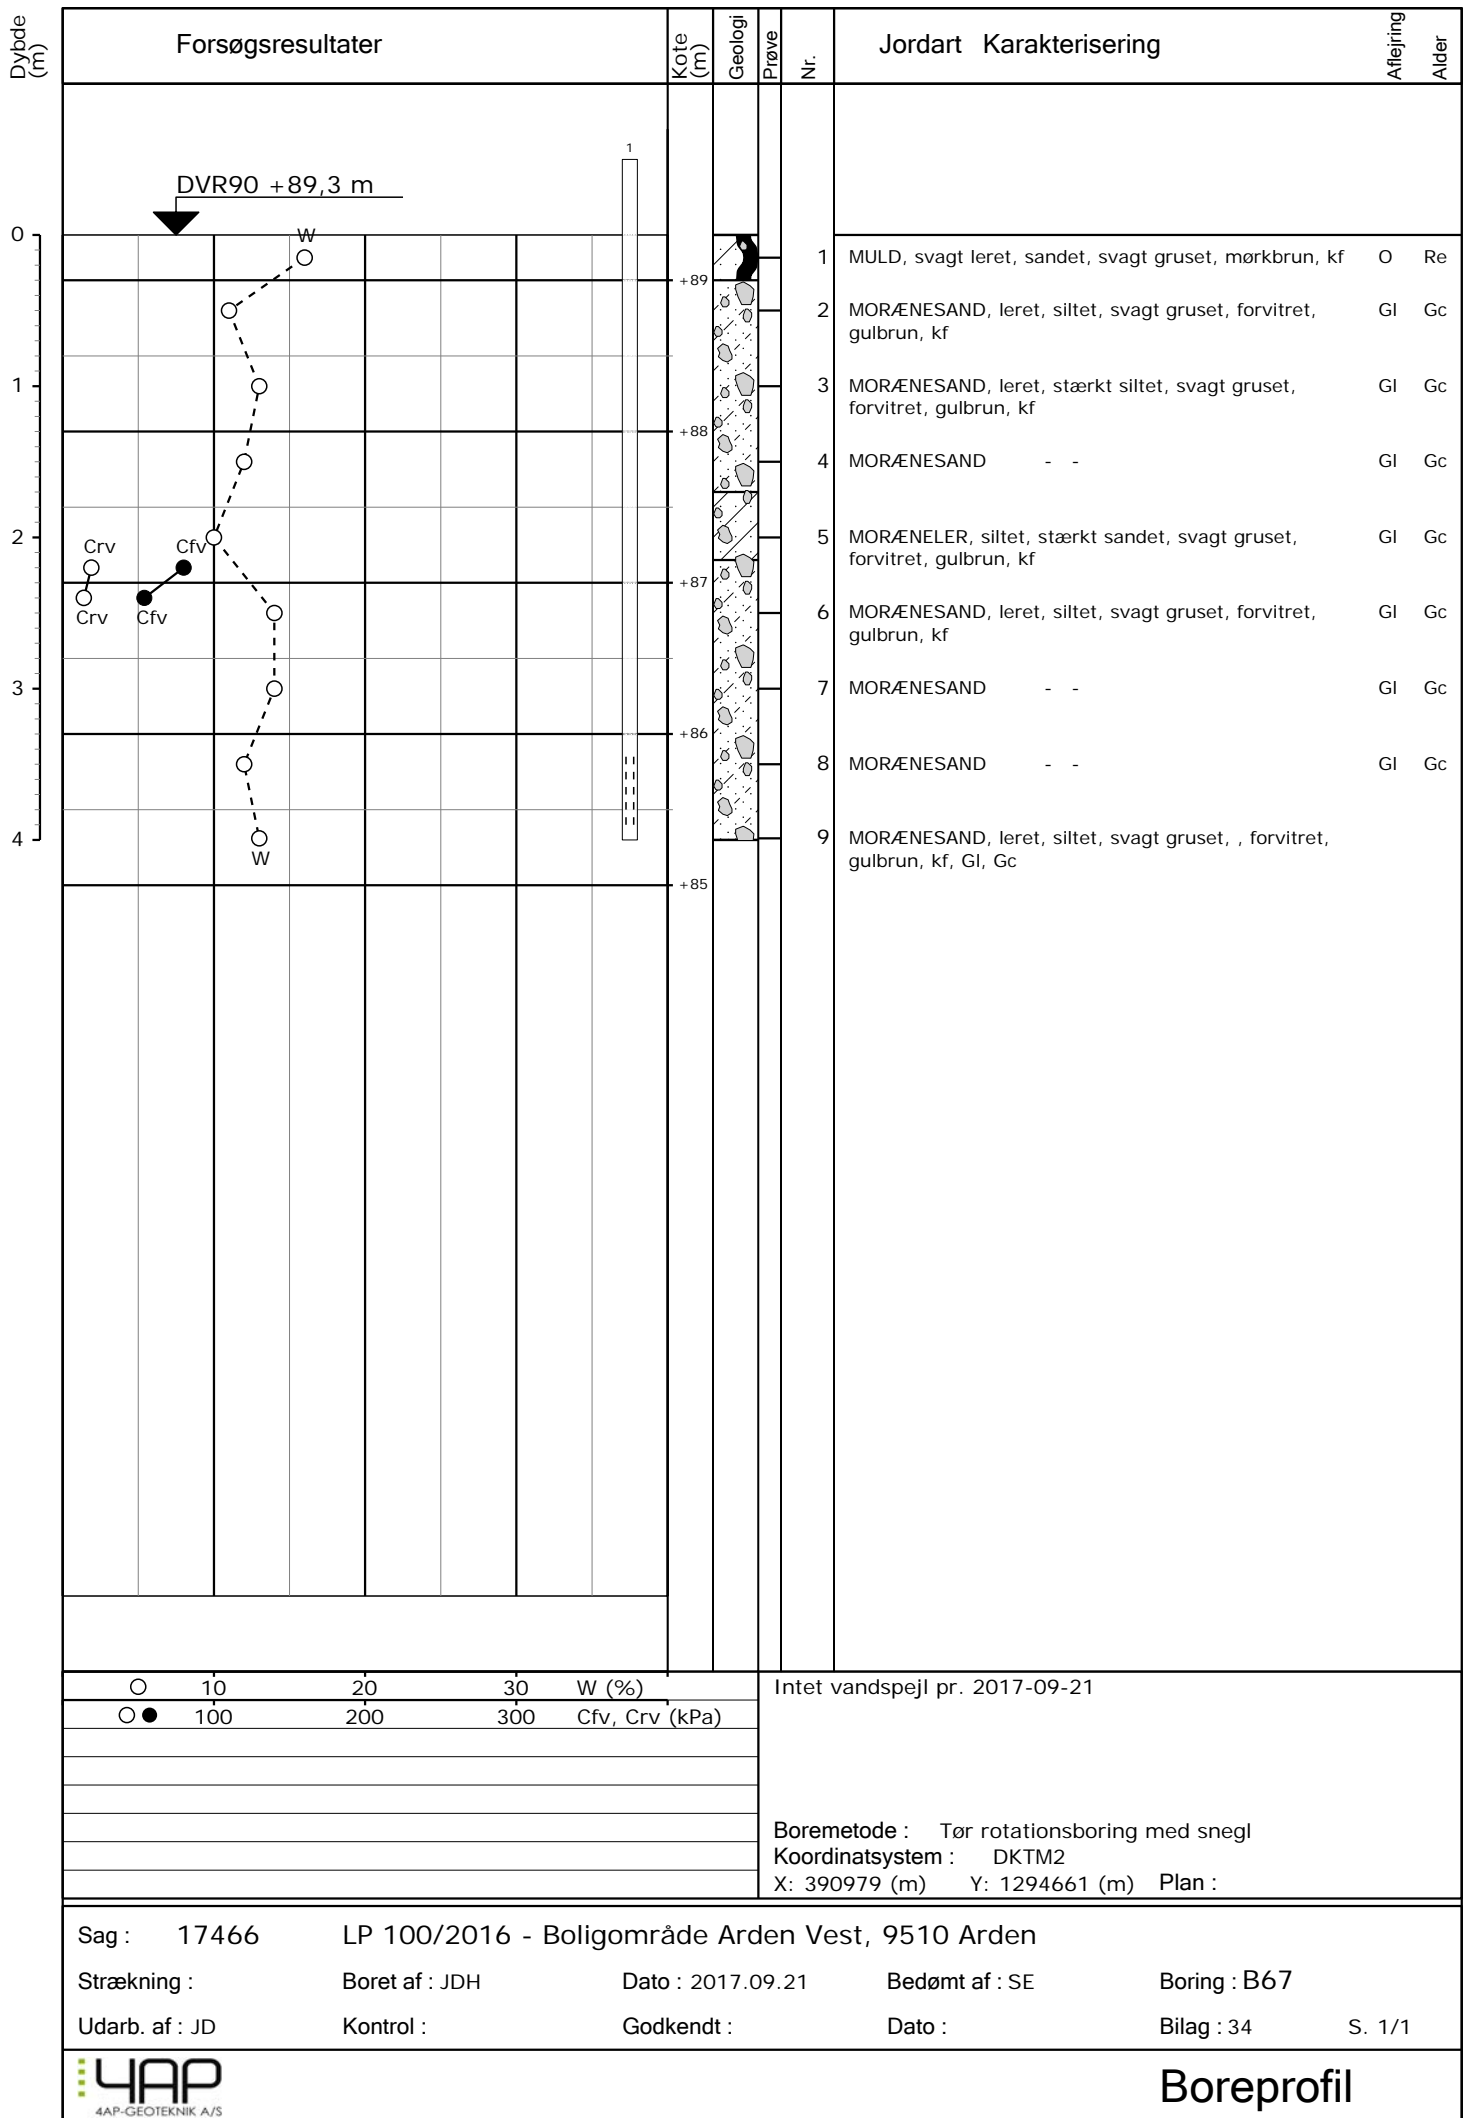 Dybde (m)
Forsøgsresultater
Kote (m)
Geologi
Prøve
Nr.
Jordart Karakterisering
Aflejring
Alder
1
DVR90 +89,3 m
0
W
1 MULD, svagt leret, sandet, svagt gruset, mørkbrun, kf O Re
+89
2 MORÆNESAND, leret, siltet, svagt gruset, forvitret, Gl Gc
gulbrun, kf
1
3 MORÆNESAND, leret, stærkt siltet, svagt gruset, Gl Gc
forvitret, gulbrun, kf
+88
4 MORÆNESAND - - Gl Gc
2
5 MORÆNELER, siltet, stærkt sandet, svagt gruset, Gl Gc
Crv Cfv
forvitret, gulbrun, kf
+87
Crv Cfv
6 MORÆNESAND, leret, siltet, svagt gruset, forvitret, Gl Gc
gulbrun, kf
3
7 MORÆNESAND - - Gl Gc
+86
8 MORÆNESAND - - Gl Gc
4
9 MORÆNESAND, leret, siltet, svagt gruset, , forvitret,
W
gulbrun, kf, Gl, Gc
+85
10 20 30 W (%)
100 200 300 Cfv, Crv (kPa)
Intet vandspejl pr. 2017-09-21
Boremetode : Tør rotationsboring med snegl
Koordinatsystem : DKTM2
X: 390979 (m) Y: 1294661 (m) Plan :
Sag : 17466 LP 100/2016 - Boligområde Arden Vest, 9510 Arden
Strækning : Boret af : JDH Dato : 2017.09.21 Bedømt af : SE Boring : B67
Udarb. af : JD Kontrol : Godkendt : Dato : Bilag : 34 S. 1/1
4AP
4AP-GEOTEKNIK A/S
Boreprofil